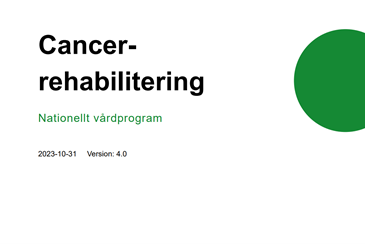 Cancer-
rehabilitering
Nationellt vårdprogram
2023-10-31 Version: 4.0